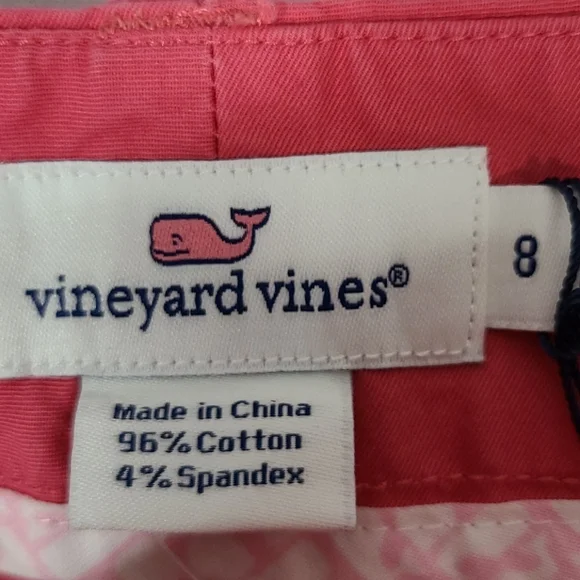 vineyard vines®
8
Made in China
96% Cotton
4% Spandex